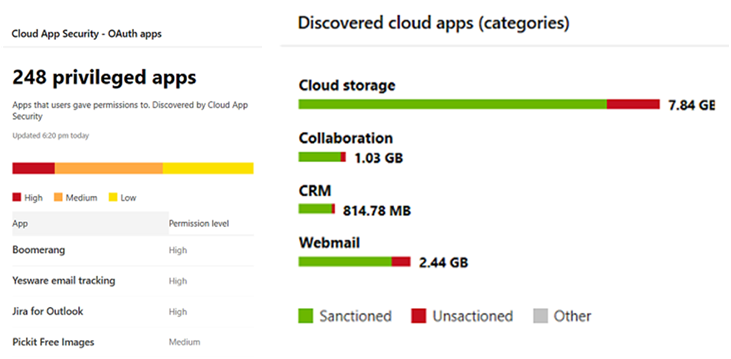 Cloud App Security - OAuth apps
248 privileged apps
Apps that users gave permissions to. Discovered by Cloud App
Security
Updated 6:20 pm today
High Medium Low
App Permission level
Boomerang High
Yesware email tracking High
Jira for Outlook High
Pickit Free Images Medium
Discovered cloud apps (categories)
Cloud storage
7.84 GB
Collaboration
1.03 GB
CRM
814.78 MB
Webmail
2.44 GB
Sanctioned Unsactioned Other